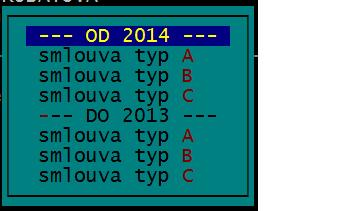 --- OD 2014 ---
smlouva typ A
smlouva typ B
smlouva typ C
--- DO 2013 ---
smlouva typ A
smlouva typ B
smlouva typ C